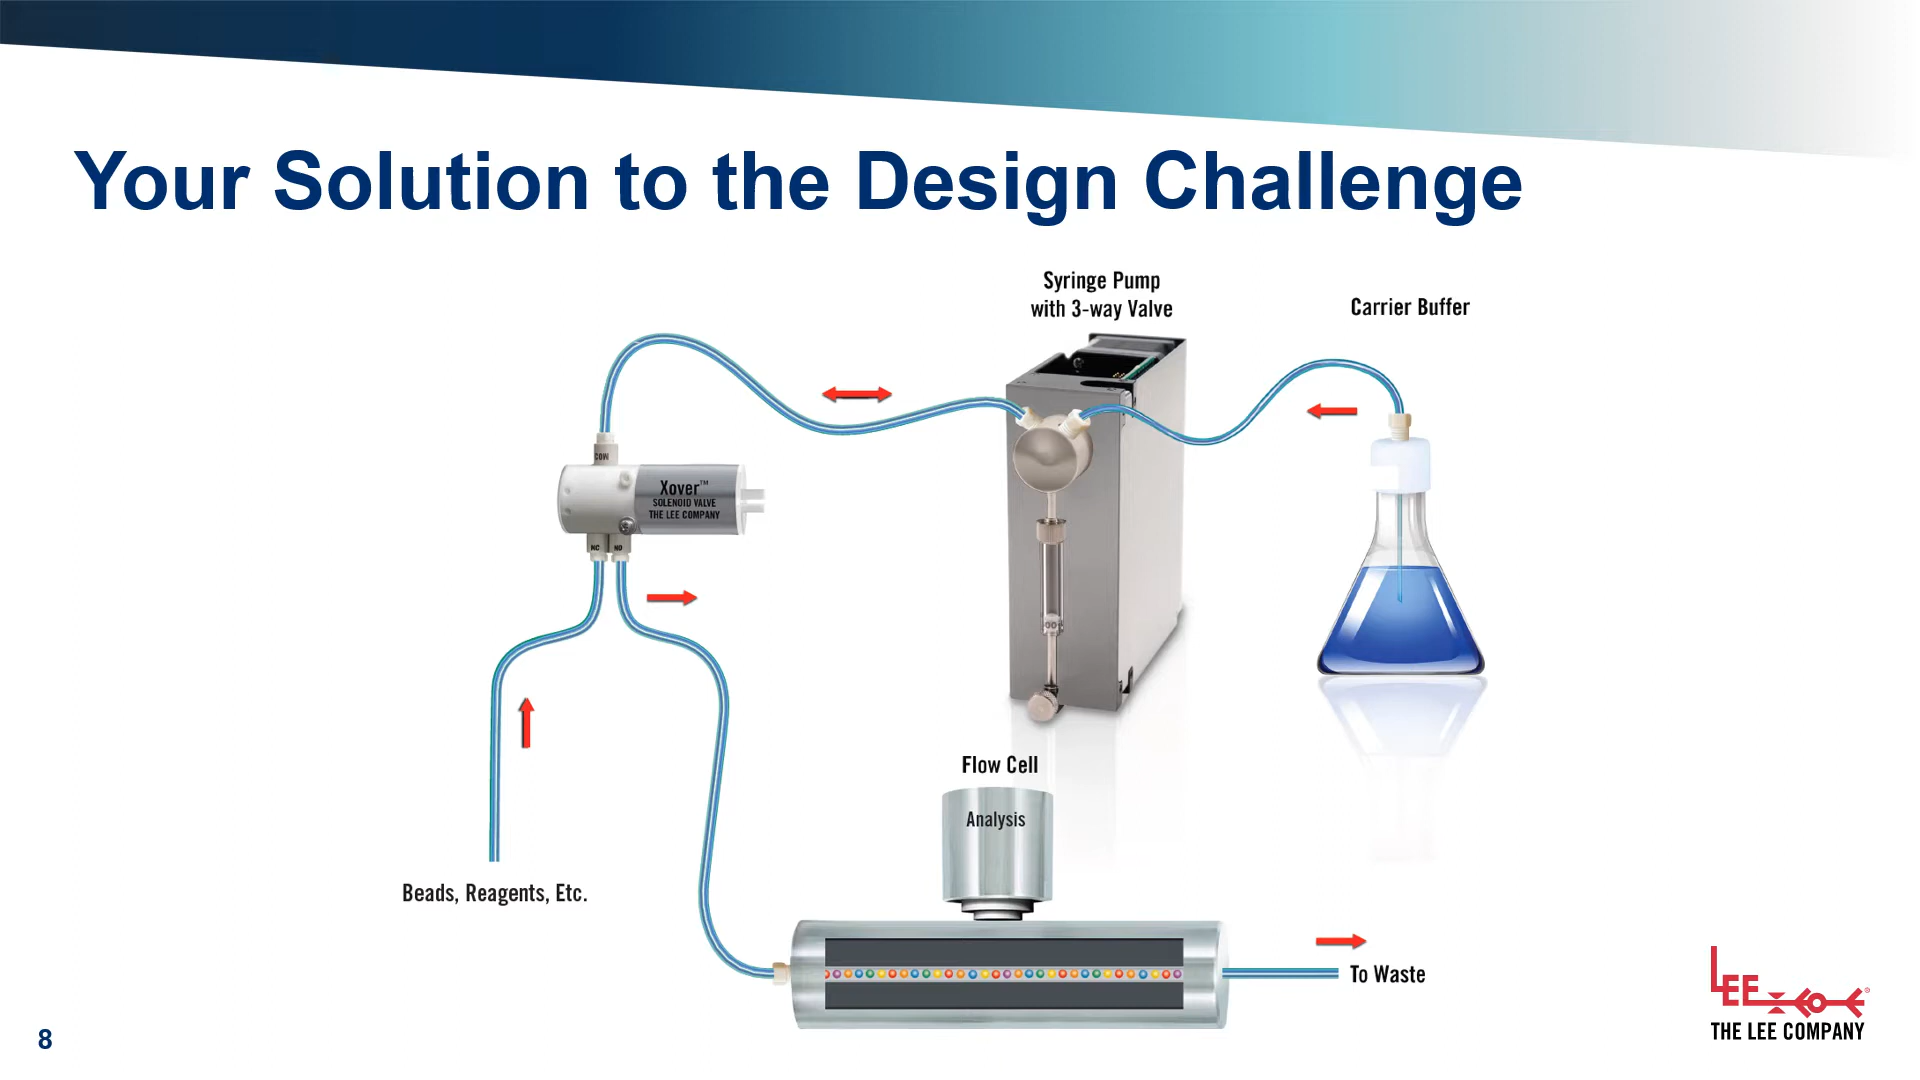 Your Solution to the Design Challenge
Syringe Pump
with 3-way Valve
Carrier Buffer
COM
Xover™
SOLENOID VALVE
THE LEE COMPANY
NC NO
Flow Cell
Analysis
Beads, Reagents, Etc.
To Waste
LEE®
THE LEE COMPANY
8